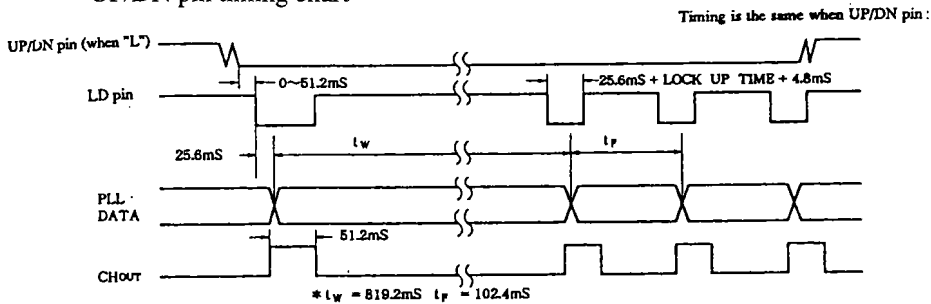 UP/DN pin timing chart
Timing is the same when UP/DN pin:
UP/DN pin (when "L")
0~51.2mS
25.6mS + LOCK UP TIME + 4.8mS
LD pin
25.6mS
tw
tF
PLL
DATA
51.2mS
CHOUT
* tw = 819.2mS tF = 102.4mS